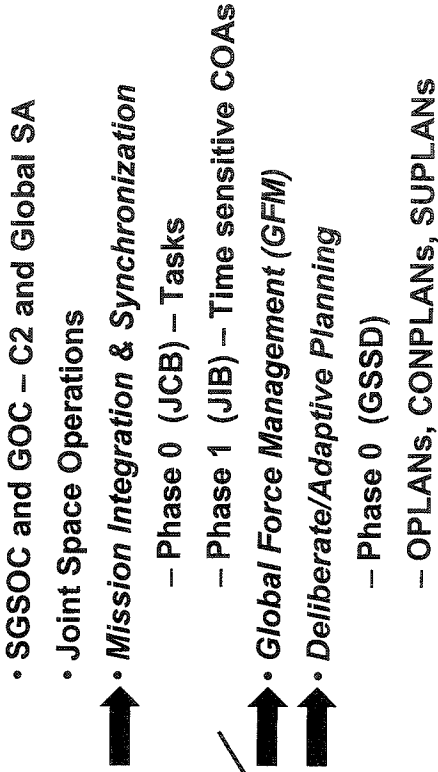 • SGSOC and GOC – C2 and Global SA
• Joint Space Operations
• Mission Integration & Synchronization
– Phase 0 (JCB) – Tasks
– Phase 1 (JIB) – Time sensitive COAs
• Global Force Management (GFM)
• Deliberate/Adaptive Planning
– Phase 0 (GSSD)
– OPLANs, CONPLANs, SUPLANs